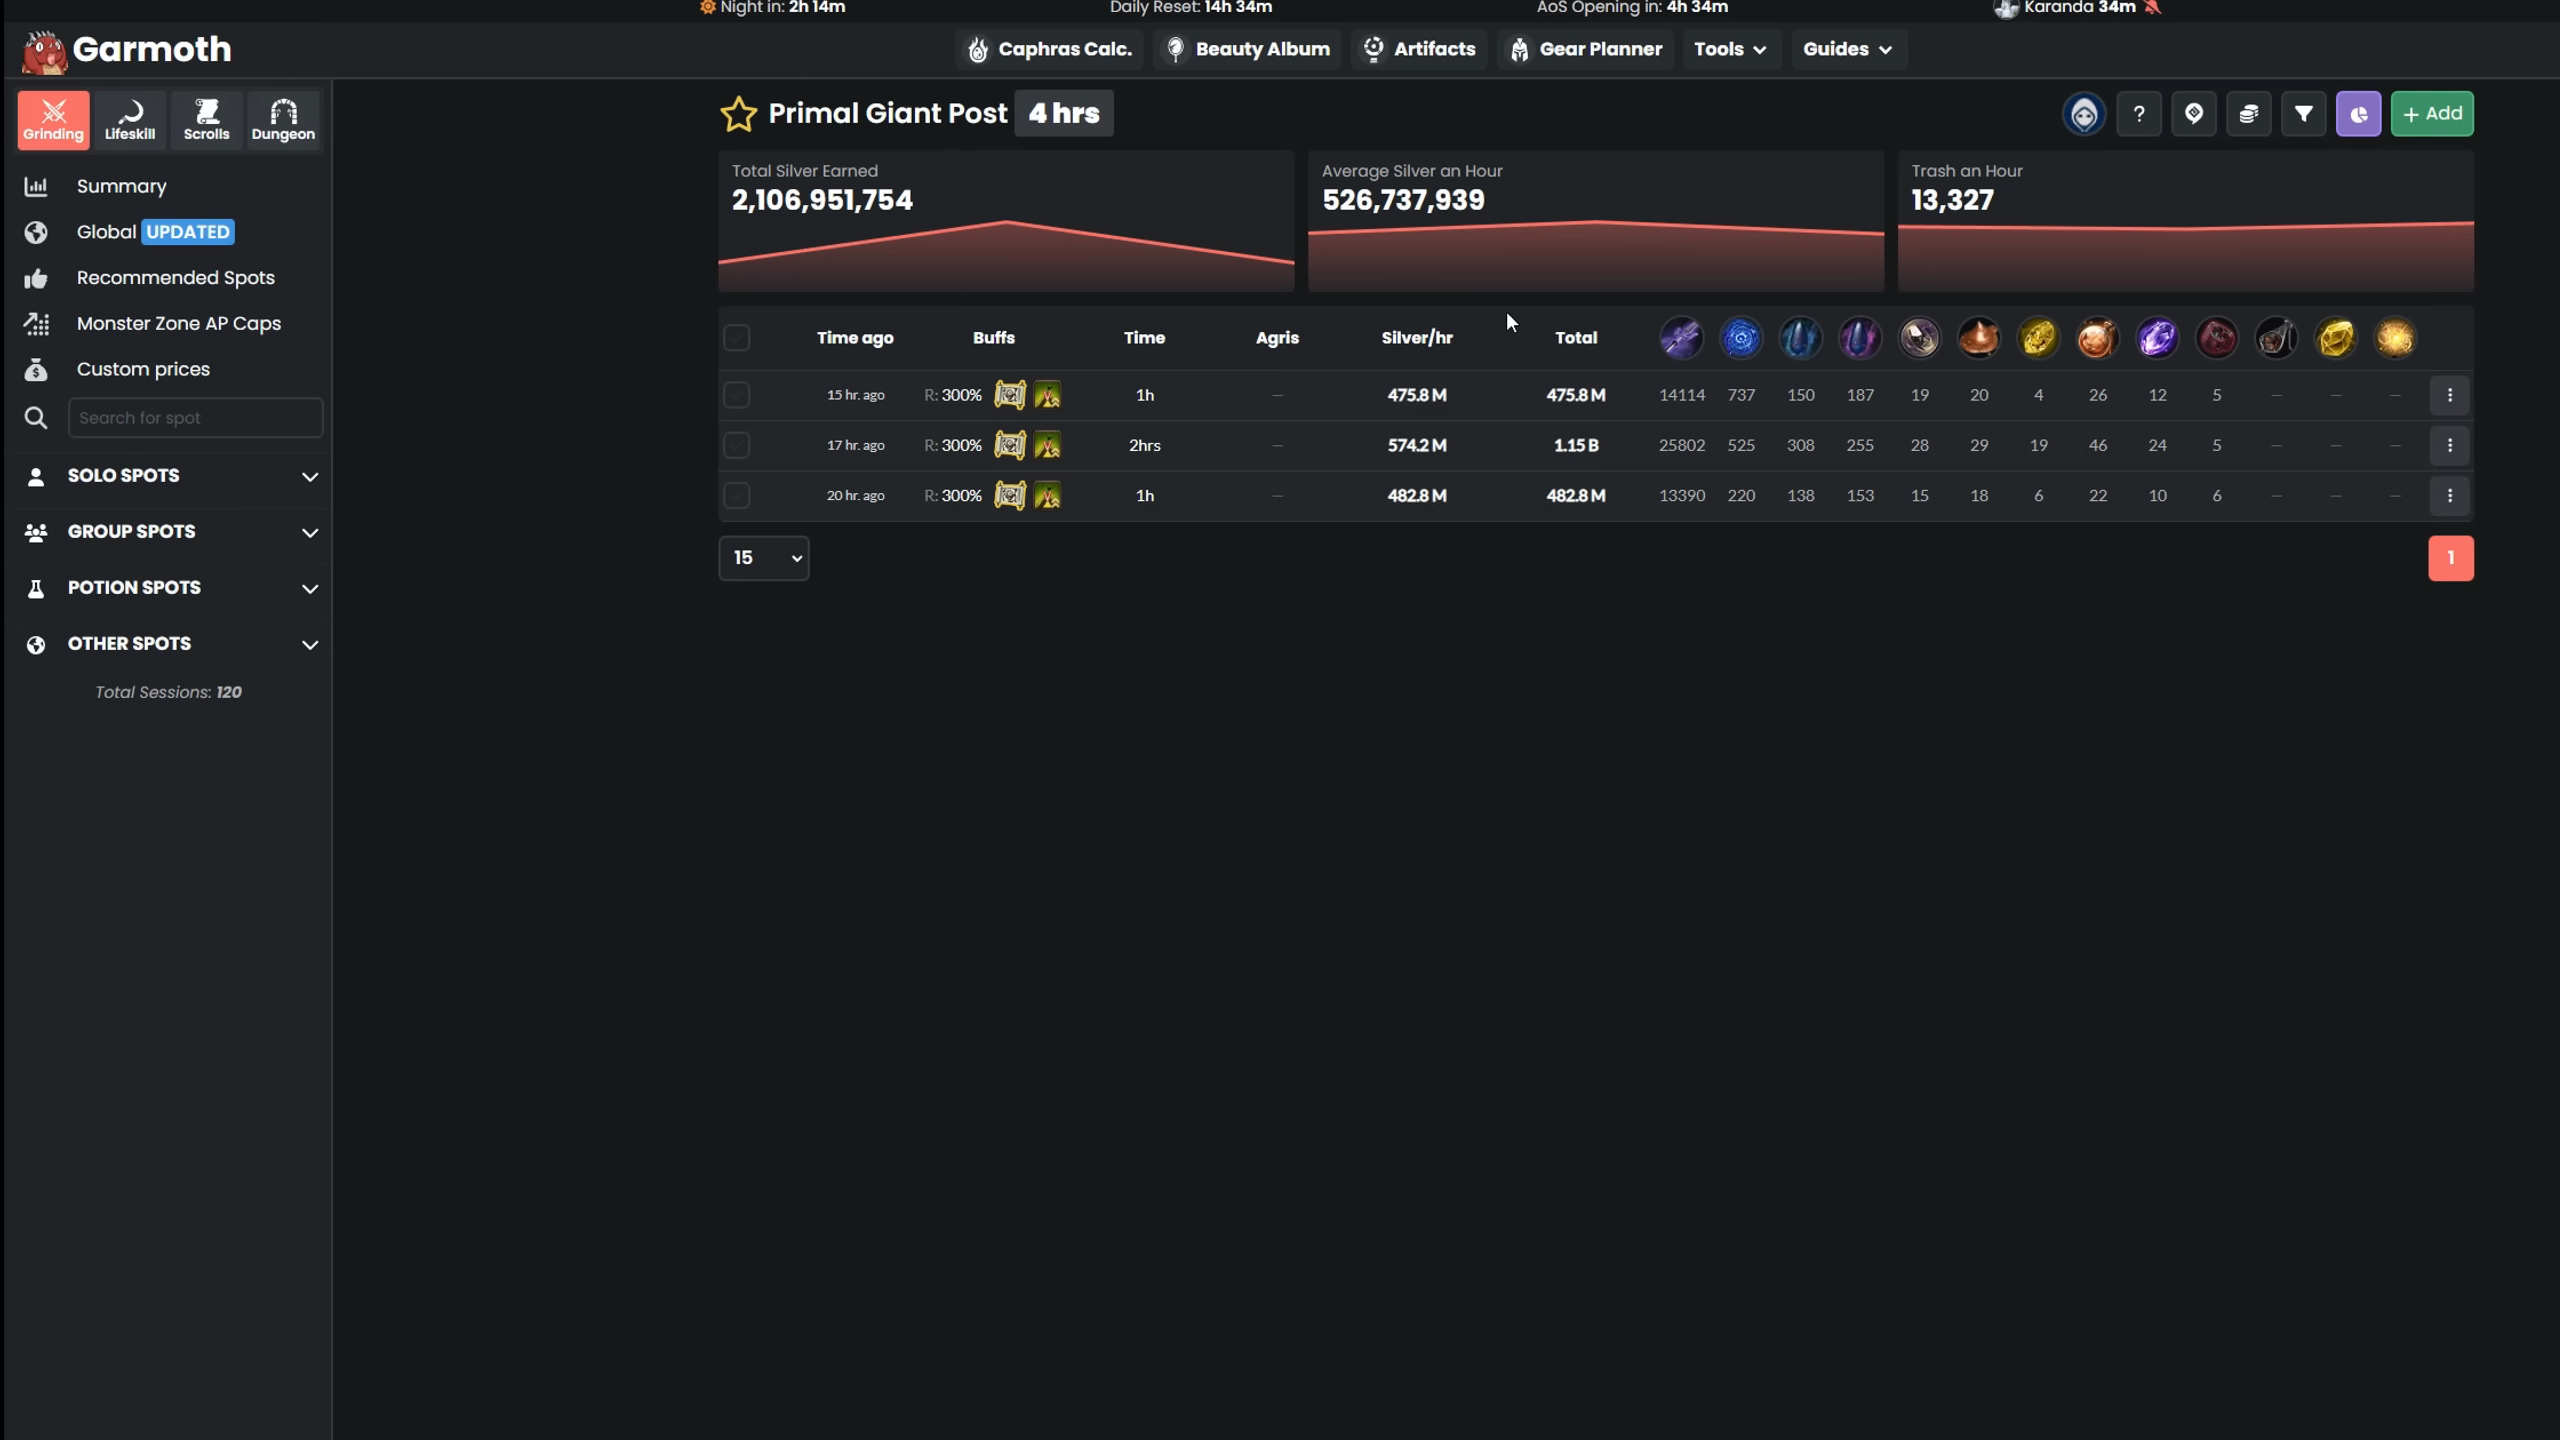 Night in: 2h 14m
Daily Reset: 14h 34m
AoS Opening in: 4h 34m
Karanda 34m
Garmoth
Caphras Calc.
Beauty Album
Artifacts
Gear Planner
Tools
Guides
Grinding
Lifeskill
Scrolls
Dungeon
Summary
Global UPDATED
Recommended Spots
Monster Zone AP Caps
Custom prices
Search for spot
SOLO SPOTS
GROUP SPOTS
POTION SPOTS
OTHER SPOTS
Total Sessions: 120
Primal Giant Post 4 hrs
?
+ Add
Total Silver Earned
2,106,951,754
Average Silver an Hour
526,737,939
Trash an Hour
13,327
Time ago Buffs Time Agris Silver/hr Total
15 hr. ago R: 300% 1h – 475.8 M 475.8 M 14114 737 150 187 19 20 4 26 12 5 – – –
17 hr. ago R: 300% 2hrs – 574.2 M 1.15 B 25802 525 308 255 28 29 19 46 24 5 – – –
20 hr. ago R: 300% 1h – 482.8 M 482.8 M 13390 220 138 153 15 18 6 22 10 6 – – –
15
1